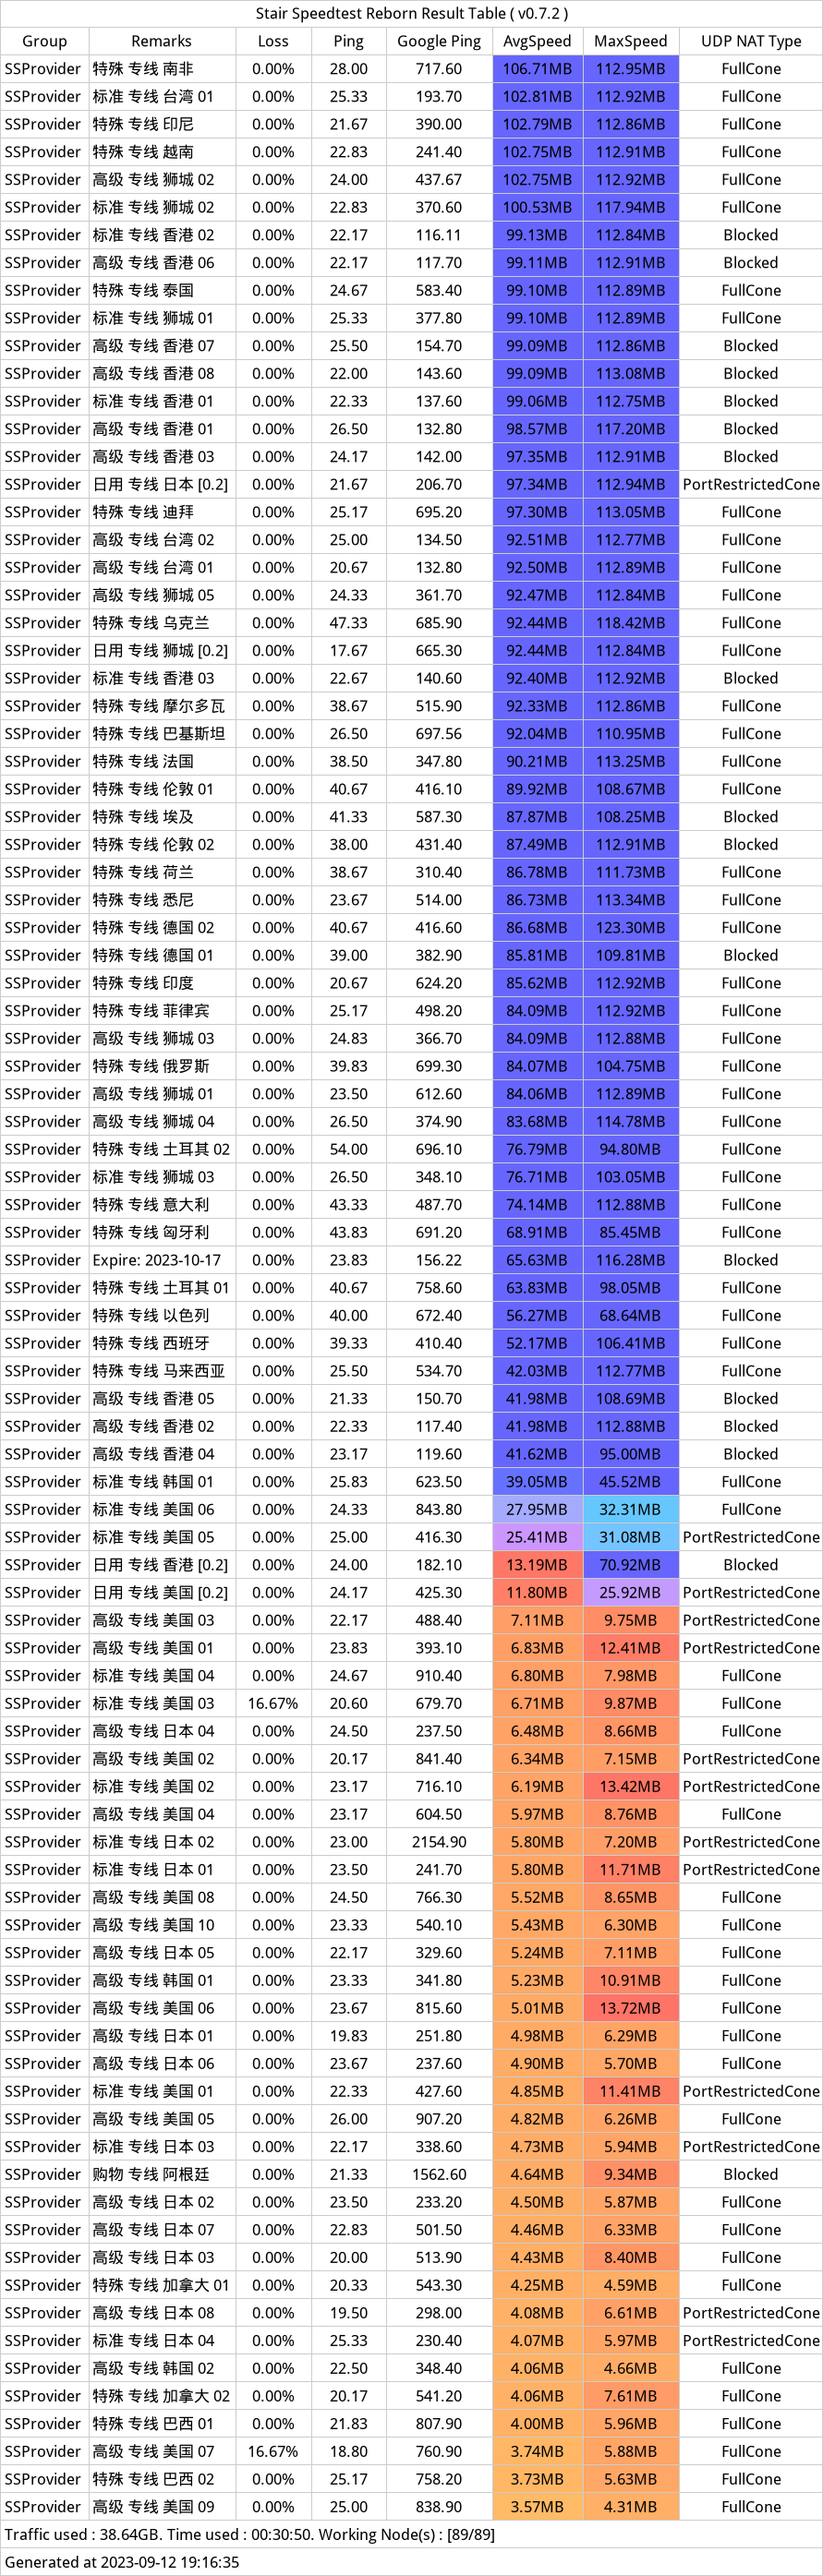 Stair Speedtest Reborn Result Table ( v0.7.2 )
Group Remarks Loss Ping Google Ping AvgSpeed MaxSpeed UDP NAT Type
SSProvider 特殊 专线 南非 0.00% 28.00 717.60 106.71MB 112.95MB FullCone
SSProvider 标准 专线 台湾 01 0.00% 25.33 193.70 102.81MB 112.92MB FullCone
SSProvider 特殊 专线 印尼 0.00% 21.67 390.00 102.79MB 112.86MB FullCone
SSProvider 特殊 专线 越南 0.00% 22.83 241.40 102.75MB 112.91MB FullCone
SSProvider 高级 专线 狮城 02 0.00% 24.00 437.67 102.75MB 112.92MB FullCone
SSProvider 标准 专线 狮城 02 0.00% 22.83 370.60 100.53MB 117.94MB FullCone
SSProvider 标准 专线 香港 02 0.00% 22.17 116.11 99.13MB 112.84MB Blocked
SSProvider 高级 专线 香港 06 0.00% 22.17 117.70 99.11MB 112.91MB Blocked
SSProvider 特殊 专线 泰国 0.00% 24.67 583.40 99.10MB 112.89MB FullCone
SSProvider 标准 专线 狮城 01 0.00% 25.33 377.80 99.10MB 112.89MB FullCone
SSProvider 高级 专线 香港 07 0.00% 25.50 154.70 99.09MB 112.86MB Blocked
SSProvider 高级 专线 香港 08 0.00% 22.00 143.60 99.09MB 113.08MB Blocked
SSProvider 标准 专线 香港 01 0.00% 22.33 137.60 99.06MB 112.75MB Blocked
SSProvider 高级 专线 香港 01 0.00% 26.50 132.80 98.57MB 117.20MB Blocked
SSProvider 高级 专线 香港 03 0.00% 24.17 142.00 97.35MB 112.91MB Blocked
SSProvider 日用 专线 日本 [0.2] 0.00% 21.67 206.70 97.34MB 112.94MB PortRestrictedCone
SSProvider 特殊 专线 迪拜 0.00% 25.17 695.20 97.30MB 113.05MB FullCone
SSProvider 高级 专线 台湾 02 0.00% 25.00 134.50 92.51MB 112.77MB FullCone
SSProvider 高级 专线 台湾 01 0.00% 20.67 132.80 92.50MB 112.89MB FullCone
SSProvider 高级 专线 狮城 05 0.00% 24.33 361.70 92.47MB 112.84MB FullCone
SSProvider 特殊 专线 乌克兰 0.00% 47.33 685.90 92.44MB 118.42MB FullCone
SSProvider 日用 专线 狮城 [0.2] 0.00% 17.67 665.30 92.44MB 112.84MB FullCone
SSProvider 标准 专线 香港 03 0.00% 22.67 140.60 92.40MB 112.92MB Blocked
SSProvider 特殊 专线 摩尔多瓦 0.00% 38.67 515.90 92.33MB 112.86MB FullCone
SSProvider 特殊 专线 巴基斯坦 0.00% 26.50 697.56 92.04MB 110.95MB FullCone
SSProvider 特殊 专线 法国 0.00% 38.50 347.80 90.21MB 113.25MB FullCone
SSProvider 特殊 专线 伦敦 01 0.00% 40.67 416.10 89.92MB 108.67MB FullCone
SSProvider 特殊 专线 埃及 0.00% 41.33 587.30 87.87MB 108.25MB Blocked
SSProvider 特殊 专线 伦敦 02 0.00% 38.00 431.40 87.49MB 112.91MB Blocked
SSProvider 特殊 专线 荷兰 0.00% 38.67 310.40 86.78MB 111.73MB FullCone
SSProvider 特殊 专线 悉尼 0.00% 23.67 514.00 86.73MB 113.34MB FullCone
SSProvider 特殊 专线 德国 02 0.00% 40.67 416.60 86.68MB 123.30MB FullCone
SSProvider 特殊 专线 德国 01 0.00% 39.00 382.90 85.81MB 109.81MB Blocked
SSProvider 特殊 专线 印度 0.00% 20.67 624.20 85.62MB 112.92MB FullCone
SSProvider 特殊 专线 菲律宾 0.00% 25.17 498.20 84.09MB 112.92MB FullCone
SSProvider 高级 专线 狮城 03 0.00% 24.83 366.70 84.09MB 112.88MB FullCone
SSProvider 特殊 专线 俄罗斯 0.00% 39.83 699.30 84.07MB 104.75MB FullCone
SSProvider 高级 专线 狮城 01 0.00% 23.50 612.60 84.06MB 112.89MB FullCone
SSProvider 高级 专线 狮城 04 0.00% 26.50 374.90 83.68MB 114.78MB FullCone
SSProvider 特殊 专线 土耳其 02 0.00% 54.00 696.10 76.79MB 94.80MB FullCone
SSProvider 标准 专线 狮城 03 0.00% 26.50 348.10 76.71MB 103.05MB FullCone
SSProvider 特殊 专线 意大利 0.00% 43.33 487.70 74.14MB 112.88MB FullCone
SSProvider 特殊 专线 匈牙利 0.00% 43.83 691.20 68.91MB 85.45MB FullCone
SSProvider Expire: 2023-10-17 0.00% 23.83 156.22 65.63MB 116.28MB Blocked
SSProvider 特殊 专线 土耳其 01 0.00% 40.67 758.60 63.83MB 98.05MB FullCone
SSProvider 特殊 专线 以色列 0.00% 40.00 672.40 56.27MB 68.64MB FullCone
SSProvider 特殊 专线 西班牙 0.00% 39.33 410.40 52.17MB 106.41MB FullCone
SSProvider 特殊 专线 马来西亚 0.00% 25.50 534.70 42.03MB 112.77MB FullCone
SSProvider 高级 专线 香港 05 0.00% 21.33 150.70 41.98MB 108.69MB Blocked
SSProvider 高级 专线 香港 02 0.00% 22.33 117.40 41.98MB 112.88MB Blocked
SSProvider 高级 专线 香港 04 0.00% 23.17 119.60 41.62MB 95.00MB Blocked
SSProvider 标准 专线 韩国 01 0.00% 25.83 623.50 39.05MB 45.52MB FullCone
SSProvider 标准 专线 美国 06 0.00% 24.33 843.80 27.95MB 32.31MB FullCone
SSProvider 标准 专线 美国 05 0.00% 25.00 416.30 25.41MB 31.08MB PortRestrictedCone
SSProvider 日用 专线 香港 [0.2] 0.00% 24.00 182.10 13.19MB 70.92MB Blocked
SSProvider 日用 专线 美国 [0.2] 0.00% 24.17 425.30 11.80MB 25.92MB PortRestrictedCone
SSProvider 高级 专线 美国 03 0.00% 22.17 488.40 7.11MB 9.75MB PortRestrictedCone
SSProvider 高级 专线 美国 01 0.00% 23.83 393.10 6.83MB 12.41MB PortRestrictedCone
SSProvider 标准 专线 美国 04 0.00% 24.67 910.40 6.80MB 7.98MB FullCone
SSProvider 标准 专线 美国 03 16.67% 20.60 679.70 6.71MB 9.87MB FullCone
SSProvider 高级 专线 日本 04 0.00% 24.50 237.50 6.48MB 8.66MB FullCone
SSProvider 高级 专线 美国 02 0.00% 20.17 841.40 6.34MB 7.15MB PortRestrictedCone
SSProvider 标准 专线 美国 02 0.00% 23.17 716.10 6.19MB 13.42MB PortRestrictedCone
SSProvider 高级 专线 美国 04 0.00% 23.17 604.50 5.97MB 8.76MB FullCone
SSProvider 标准 专线 日本 02 0.00% 23.00 2154.90 5.80MB 7.20MB PortRestrictedCone
SSProvider 标准 专线 日本 01 0.00% 23.50 241.70 5.80MB 11.71MB PortRestrictedCone
SSProvider 高级 专线 美国 08 0.00% 24.50 766.30 5.52MB 8.65MB FullCone
SSProvider 高级 专线 美国 10 0.00% 23.33 540.10 5.43MB 6.30MB FullCone
SSProvider 高级 专线 日本 05 0.00% 22.17 329.60 5.24MB 7.11MB FullCone
SSProvider 高级 专线 韩国 01 0.00% 23.33 341.80 5.23MB 10.91MB FullCone
SSProvider 高级 专线 美国 06 0.00% 23.67 815.60 5.01MB 13.72MB FullCone
SSProvider 高级 专线 日本 01 0.00% 19.83 251.80 4.98MB 6.29MB FullCone
SSProvider 高级 专线 日本 06 0.00% 23.67 237.60 4.90MB 5.70MB FullCone
SSProvider 标准 专线 美国 01 0.00% 22.33 427.60 4.85MB 11.41MB PortRestrictedCone
SSProvider 高级 专线 美国 05 0.00% 26.00 907.20 4.82MB 6.26MB FullCone
SSProvider 标准 专线 日本 03 0.00% 22.17 338.60 4.73MB 5.94MB PortRestrictedCone
SSProvider 购物 专线 阿根廷 0.00% 21.33 1562.60 4.64MB 9.34MB Blocked
SSProvider 高级 专线 日本 02 0.00% 23.50 233.20 4.50MB 5.87MB FullCone
SSProvider 高级 专线 日本 07 0.00% 22.83 501.50 4.46MB 6.33MB FullCone
SSProvider 高级 专线 日本 03 0.00% 20.00 513.90 4.43MB 8.40MB FullCone
SSProvider 特殊 专线 加拿大 01 0.00% 20.33 543.30 4.25MB 4.59MB FullCone
SSProvider 高级 专线 日本 08 0.00% 19.50 298.00 4.08MB 6.61MB PortRestrictedCone
SSProvider 标准 专线 日本 04 0.00% 25.33 230.40 4.07MB 5.97MB PortRestrictedCone
SSProvider 高级 专线 韩国 02 0.00% 22.50 348.40 4.06MB 4.66MB FullCone
SSProvider 特殊 专线 加拿大 02 0.00% 20.17 541.20 4.06MB 7.61MB FullCone
SSProvider 特殊 专线 巴西 01 0.00% 21.83 807.90 4.00MB 5.96MB FullCone
SSProvider 高级 专线 美国 07 16.67% 18.80 760.90 3.74MB 5.88MB FullCone
SSProvider 特殊 专线 巴西 02 0.00% 25.17 758.20 3.73MB 5.63MB FullCone
SSProvider 高级 专线 美国 09 0.00% 25.00 838.90 3.57MB 4.31MB FullCone
Traffic used : 38.64GB. Time used : 00:30:50. Working Node(s) : [89/89]
Generated at 2023-09-12 19:16:35